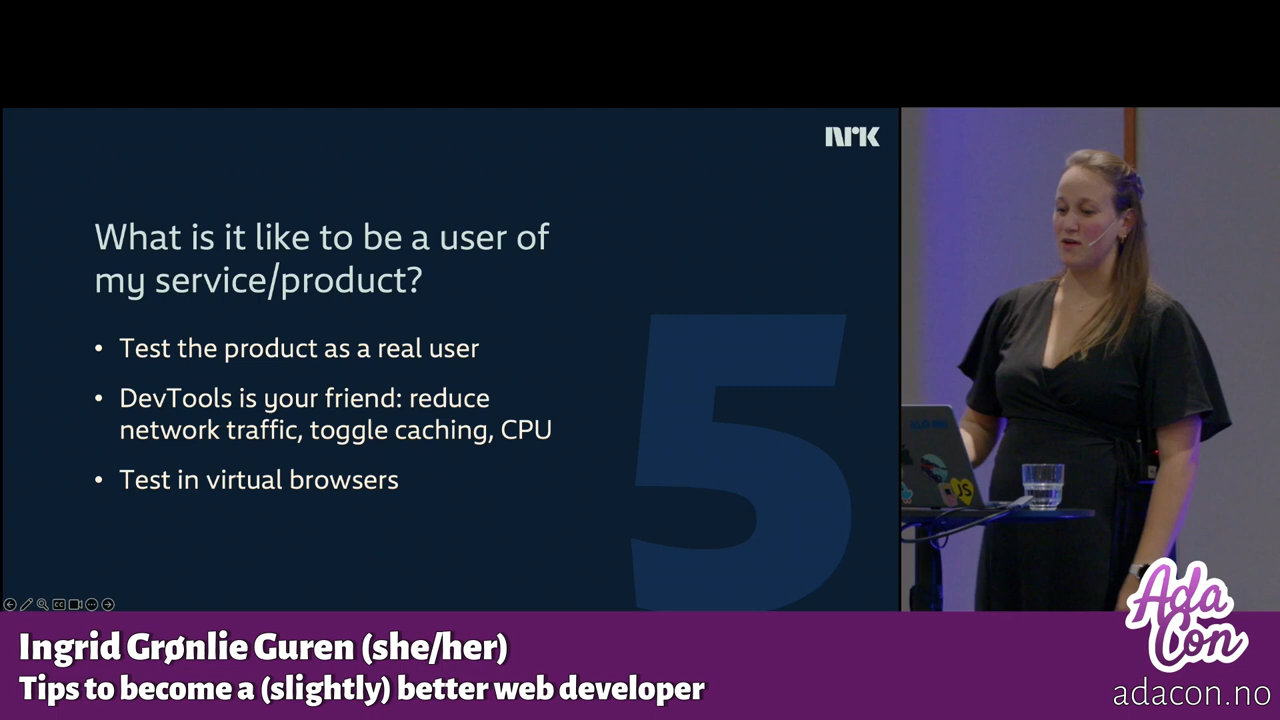 NRK
What is it like to be a user of
my service/product?
• Test the product as a real user
• DevTools is your friend: reduce
network traffic, toggle caching, CPU
• Test in virtual browsers
5
JS
Ingrid Grønlie Guren (she/her)
Tips to become a (slightly) better web developer
Ada
Con
adacon.no